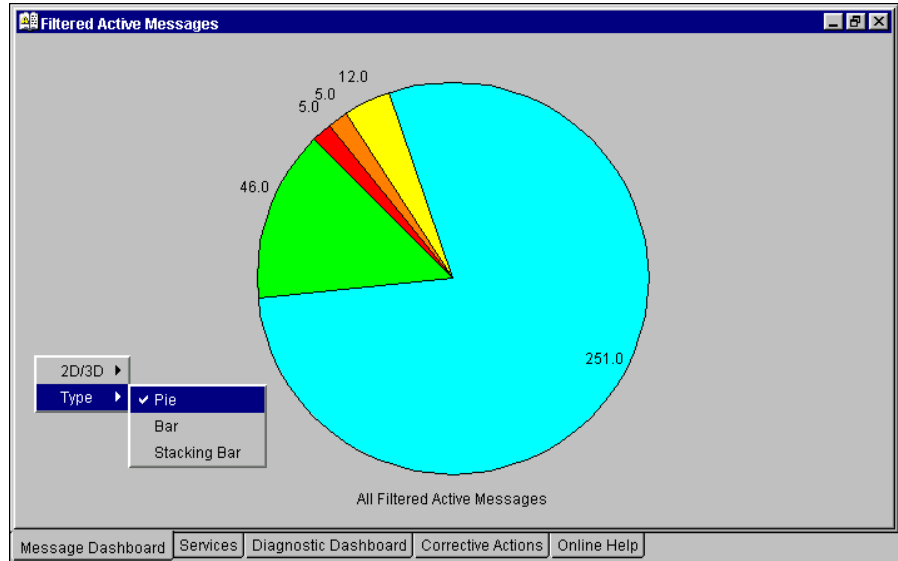 Filtered Active Messages
12.0
5.0
5.0
46.0
251.0
2D/3D
Type
Pie
Bar
Stacking Bar
All Filtered Active Messages
Message Dashboard Services Diagnostic Dashboard Corrective Actions Online Help